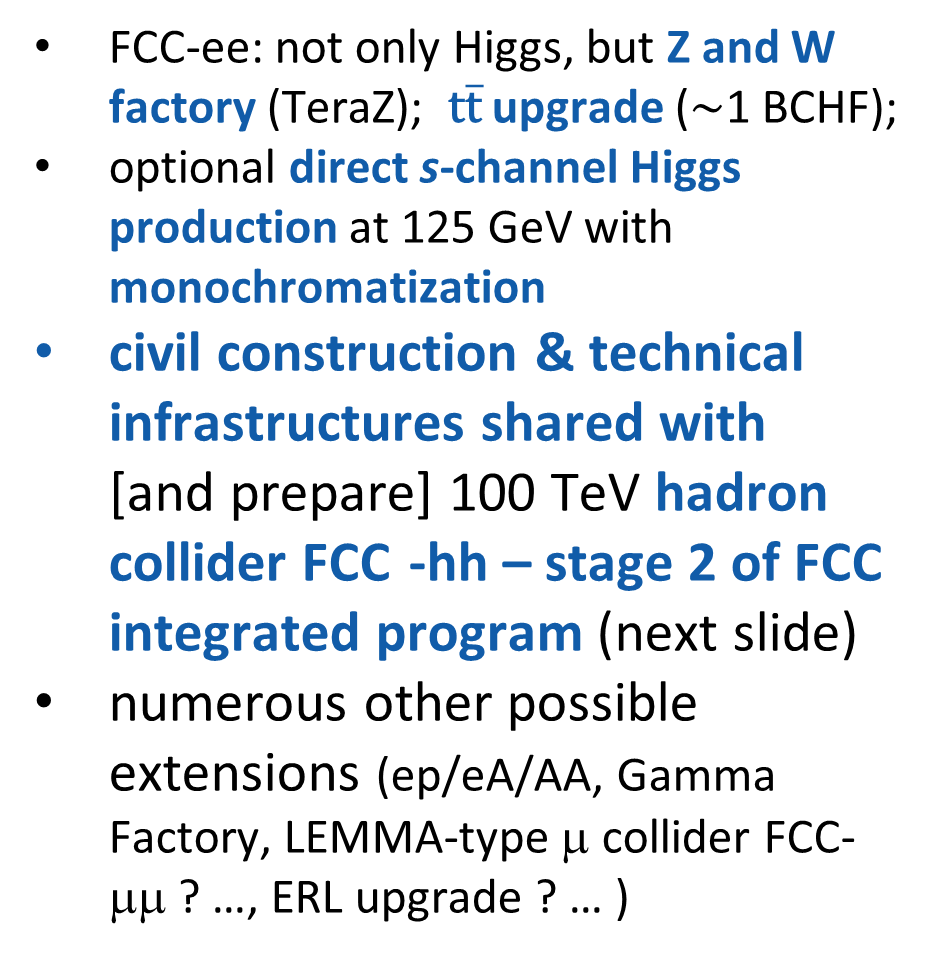 • FCC-ee: not only Higgs, but Z and W
factory (TeraZ); tt̄ upgrade (~1 BCHF);
• optional direct s-channel Higgs
production at 125 GeV with
monochromatization
• civil construction & technical
infrastructures shared with
[and prepare] 100 TeV hadron
collider FCC -hh – stage 2 of FCC
integrated program (next slide)
• numerous other possible
extensions (ep/eA/AA, Gamma
Factory, LEMMA-type μ collider FCC-
μμ ? ..., ERL upgrade ? ... )